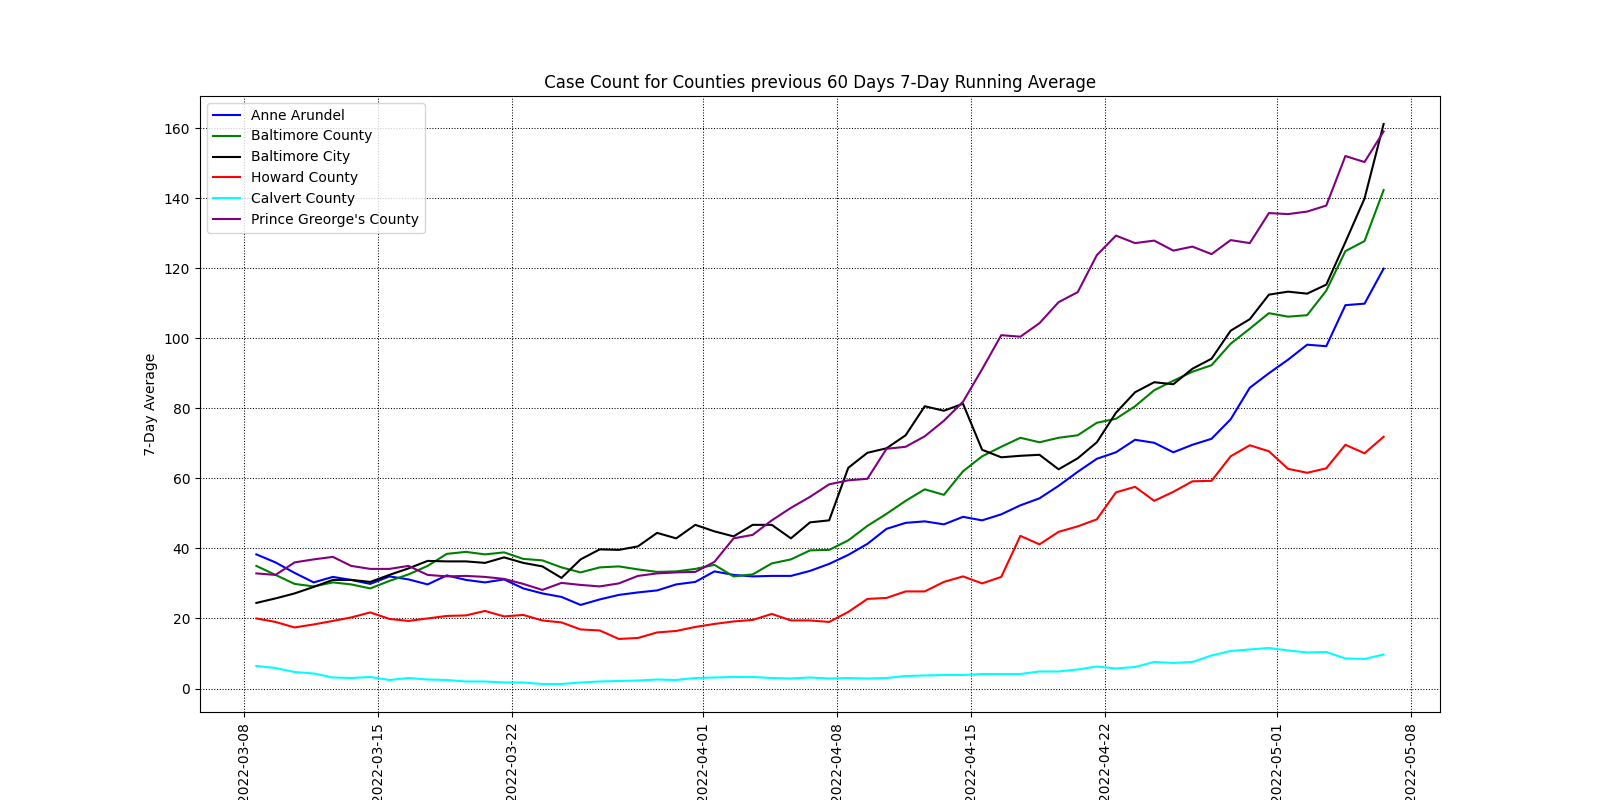 Case Count for Counties previous 60 Days 7-Day Running Average
Anne Arundel
Baltimore County
Baltimore City
Howard County
Calvert County
Prince Greorge's County
7-Day Average
160
140
120
100
80
60
40
20
0
2022-03-08
2022-03-15
2022-03-22
2022-04-01
2022-04-08
2022-04-15
2022-04-22
2022-05-01
2022-05-08